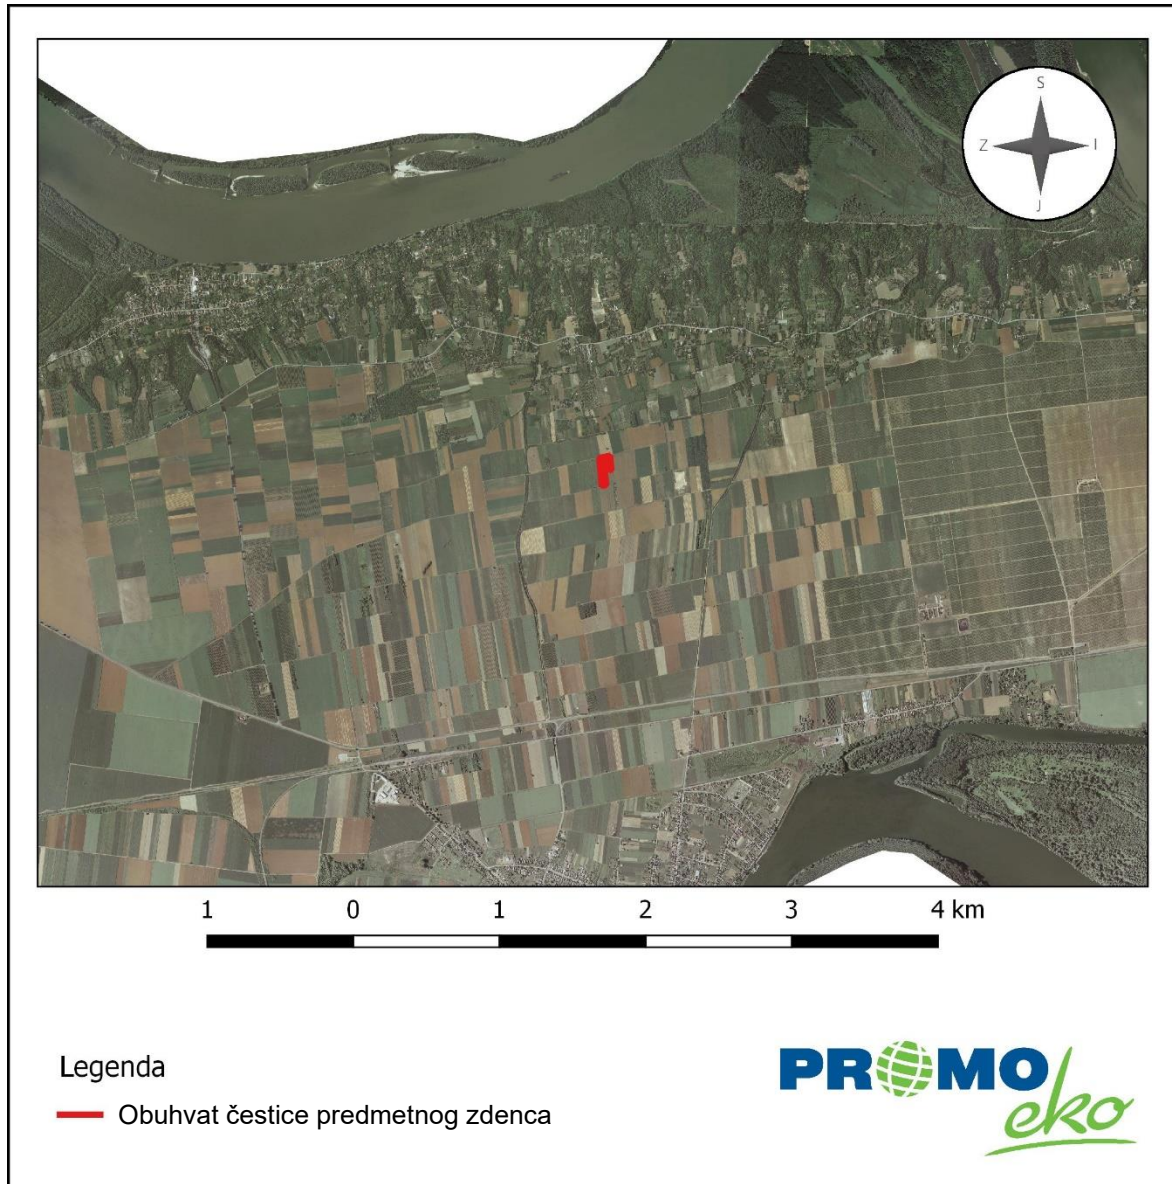 S
Z I
J
1 0 1 2 3 4 km
Legenda
Obuhvat čestice predmetnog zdenca
PROMO
eko